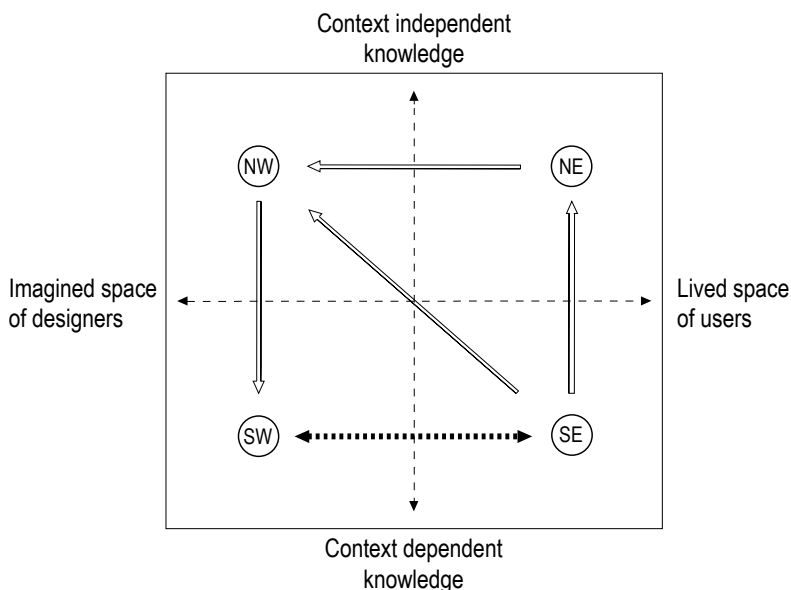 Context independent
knowledge
NW
NE
Imagined space
of designers
Lived space
of users
SW
SE
Context dependent
knowledge